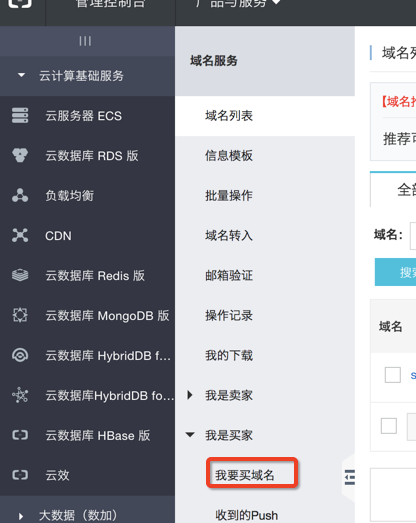 管理控制台
产品与服务
云计算基础服务
云服务器 ECS
云数据库 RDS 版
负载均衡
CDN
云数据库 Redis 版
云数据库 MongoDB 版
云数据库 HybridDB f...
云数据库HybridDB fo...
云数据库 HBase 版
云效
大数据（数加）
域名服务
域名列表
信息模板
批量操作
域名转入
邮箱验证
操作记录
我的下载
我是卖家
我是买家
我要买域名
收到的Push
域名列
【域名推
推荐可
全部
域名：
搜索
域名
s